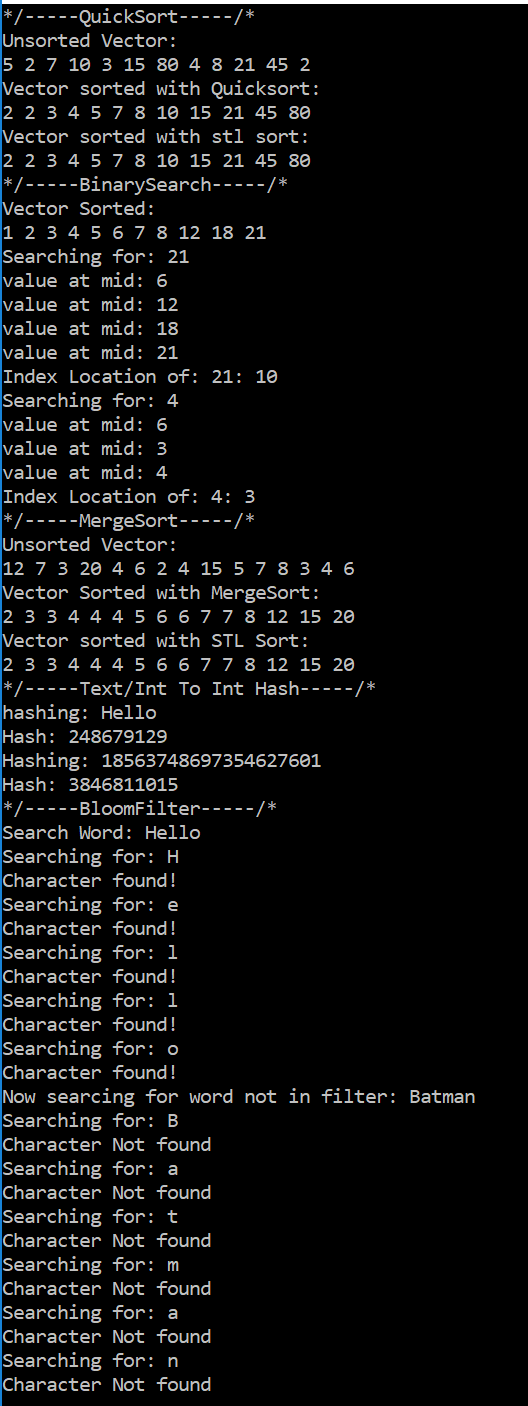 */-----QuickSort-----/*
Unsorted Vector:
5 2 7 10 3 15 80 4 8 21 45 2
Vector sorted with Quicksort:
2 2 3 4 5 7 8 10 15 21 45 80
Vector sorted with stl sort:
2 2 3 4 5 7 8 10 15 21 45 80
*/-----BinarySearch-----/*
Vector Sorted:
1 2 3 4 5 6 7 8 12 18 21
Searching for: 21
value at mid: 6
value at mid: 12
value at mid: 18
value at mid: 21
Index Location of: 21: 10
Searching for: 4
value at mid: 6
value at mid: 3
value at mid: 4
Index Location of: 4: 3
*/-----MergeSort-----/*
Unsorted Vector:
12 7 3 20 4 6 2 4 15 5 7 8 3 4 6
Vector Sorted with MergeSort:
2 3 3 4 4 4 5 6 6 7 7 8 12 15 20
Vector sorted with STL Sort:
2 3 3 4 4 4 5 6 6 7 7 8 12 15 20
*/-----Text/Int To Int Hash-----/*
hashing: Hello
Hash: 248679129
Hashing: 18563748697354627601
Hash: 3846811015
*/-----BloomFilter-----/*
Search Word: Hello
Searching for: H
Character found!
Searching for: e
Character found!
Searching for: l
Character found!
Searching for: l
Character found!
Searching for: o
Character found!
Now searcing for word not in filter: Batman
Searching for: B
Character Not found
Searching for: a
Character Not found
Searching for: t
Character Not found
Searching for: m
Character Not found
Searching for: a
Character Not found
Searching for: n
Character Not found